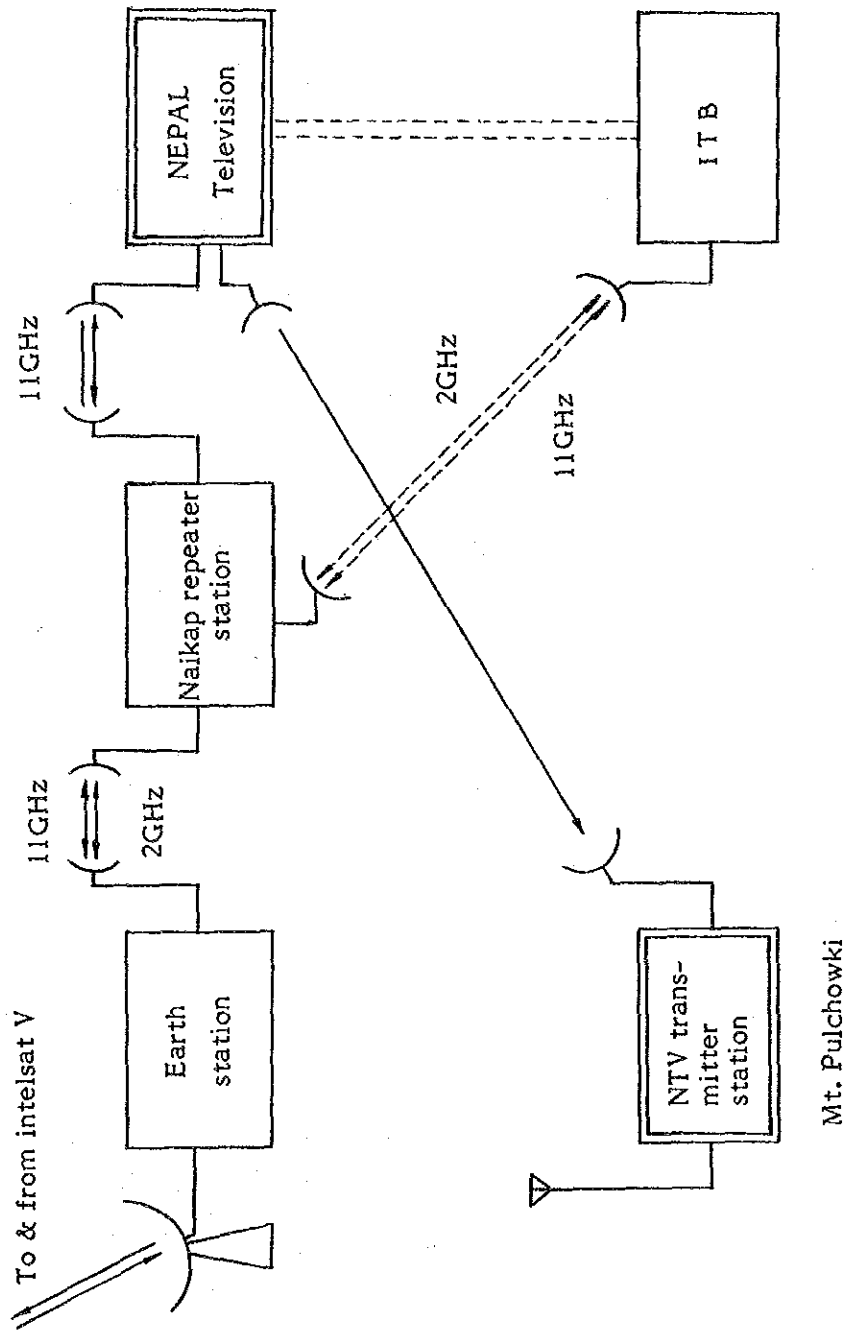 To & from intelsat V
11GHz
2GHz
11GHz
Earth
station
Naikap repeater
station
NEPAL
Television
2GHz
11GHz
NTV trans-
mitter
station
I T B
Mt. Pulchowki